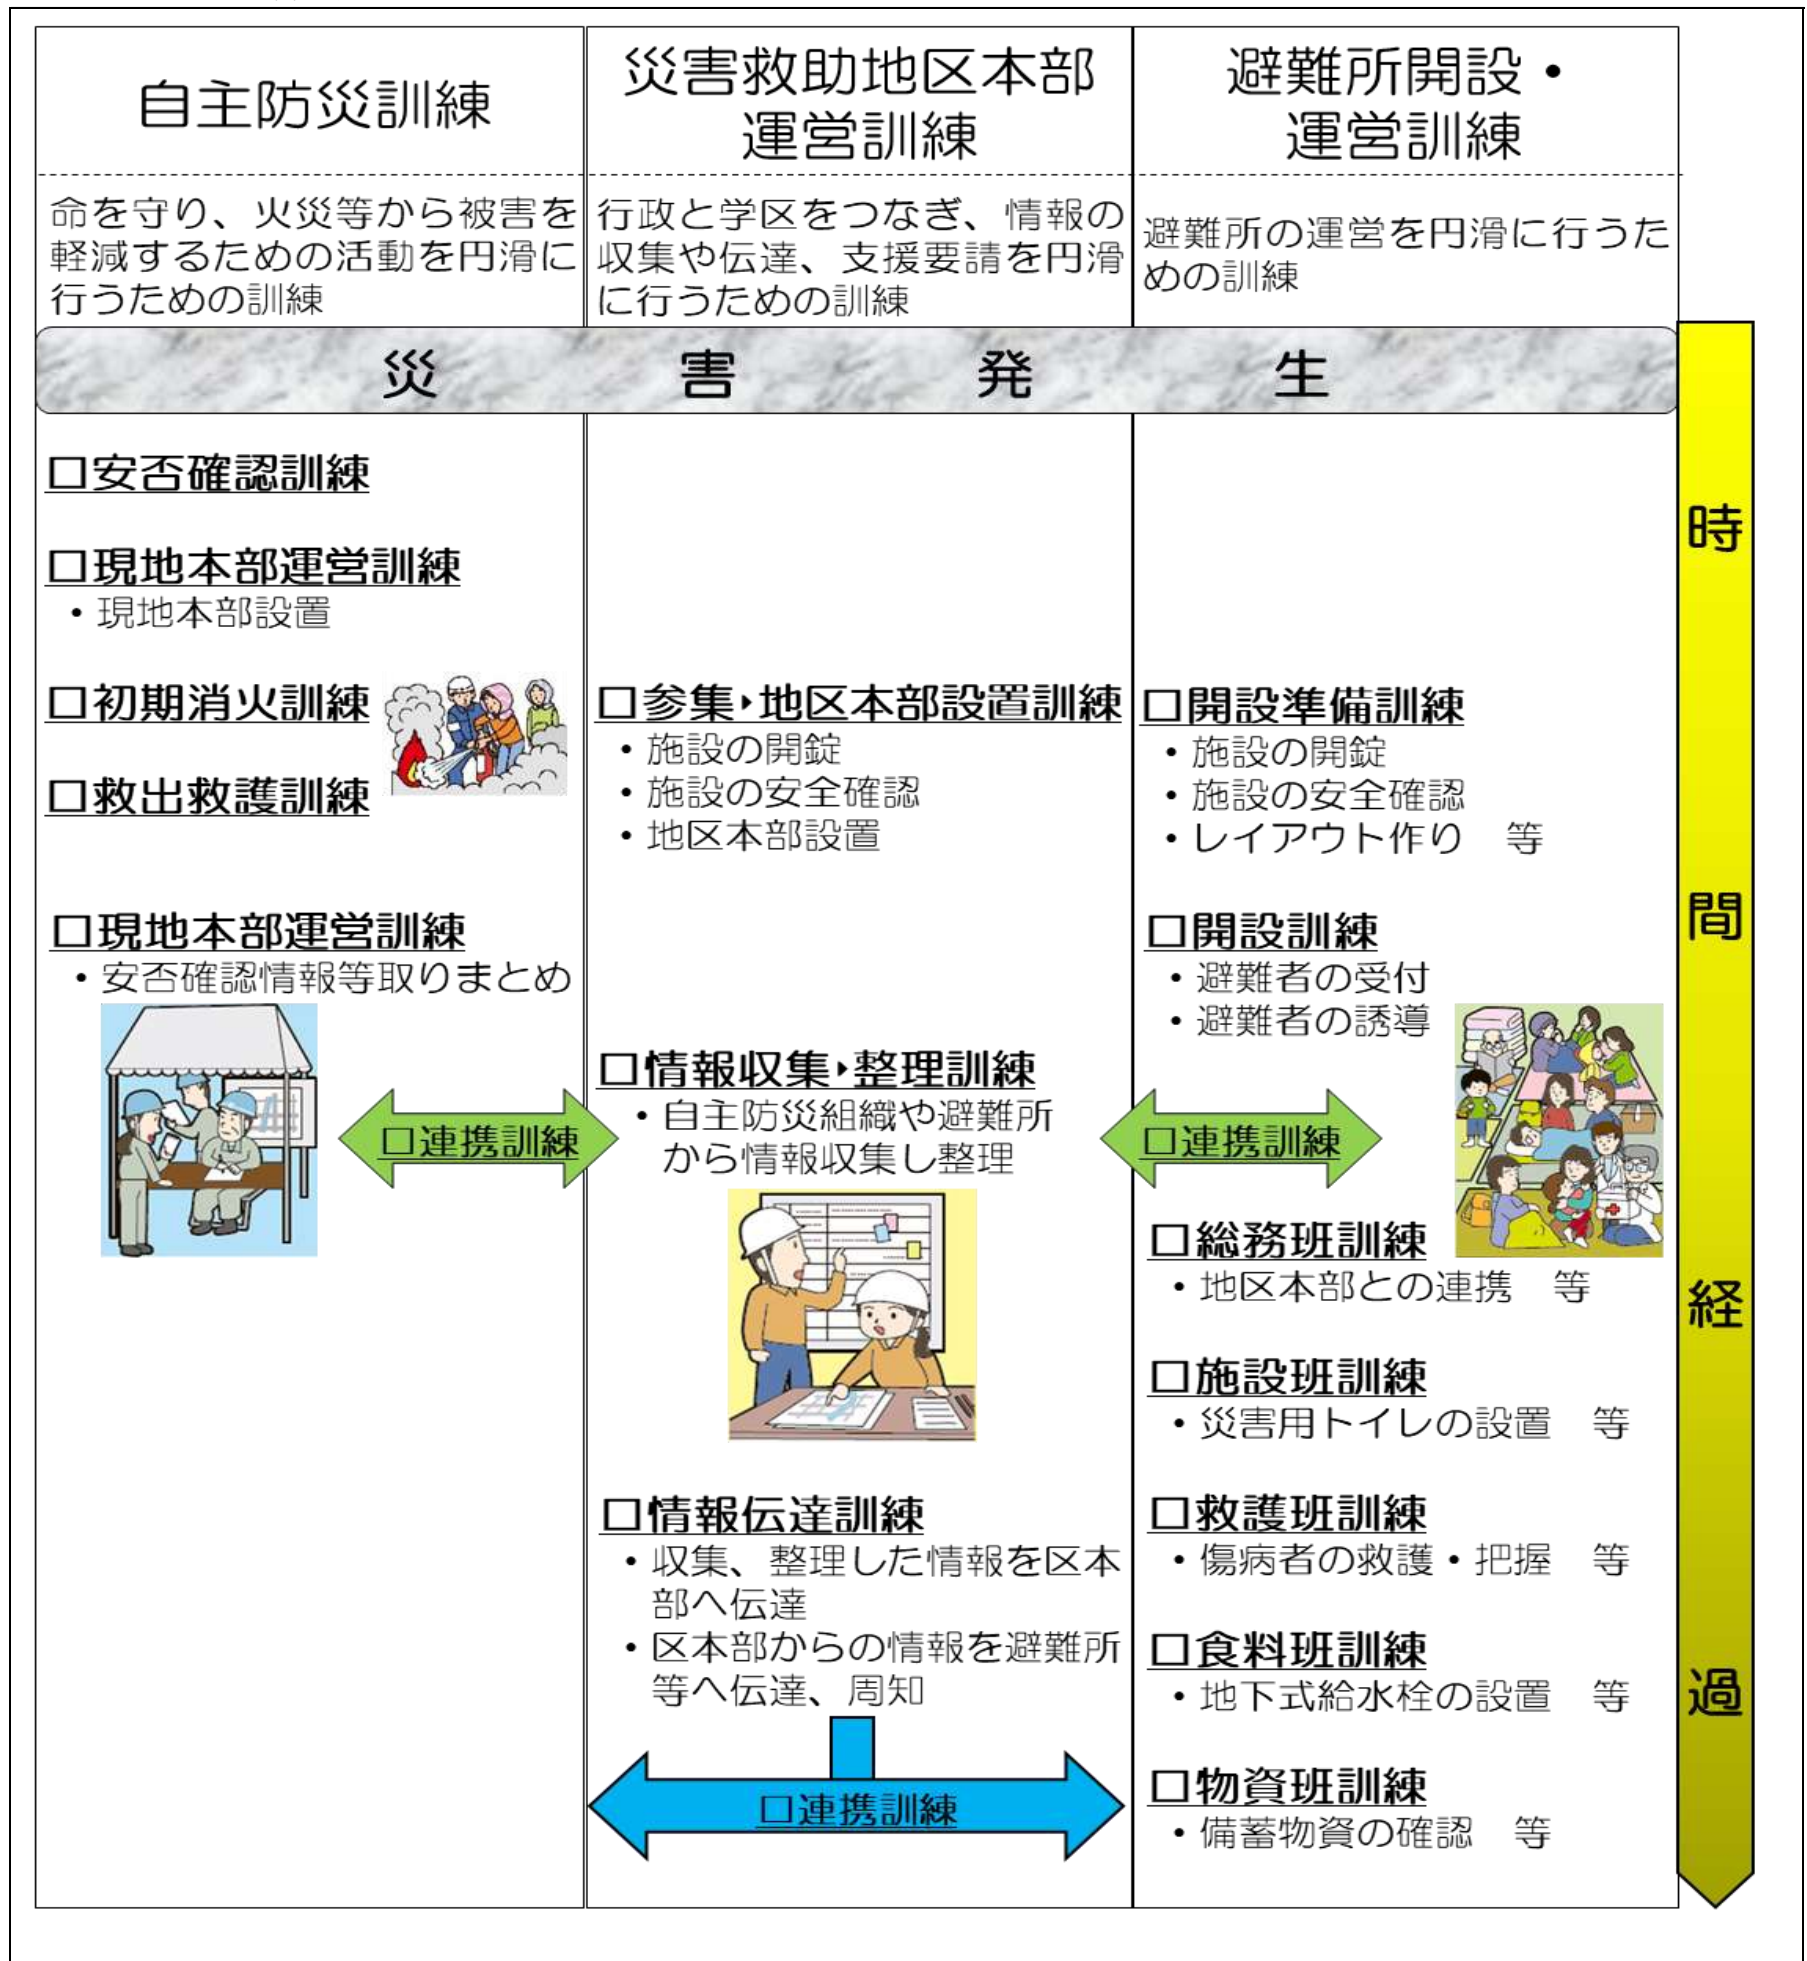 自主防災訓練
命を守り、火災等から被害を
軽減するための活動を円滑に
行うための訓練
災害救助地区本部
運営訓練
行政と学区をつなぎ、情報の
収集や伝達、支援要請を円滑
に行うための訓練
避難所開設・
運営訓練
避難所の運営を円滑に行うた
めの訓練
災害発生
時間経過
□安否確認訓練
□現地本部運営訓練
・現地本部設置
□初期消火訓練
□救出救護訓練
□現地本部運営訓練
・安否確認情報等取りまとめ
□連携訓練
□参集・地区本部設置訓練
・施設の開錠
・施設の安全確認
・地区本部設置
□情報収集・整理訓練
・自主防災組織や避難所
から情報収集し整理
□情報伝達訓練
・収集、整理した情報を区本
部へ伝達
・区本部からの情報を避難所
等へ伝達、周知
□連携訓練
□連携訓練
□開設準備訓練
・施設の開錠
・施設の安全確認
・レイアウト作り　等
□開設訓練
・避難者の受付
・避難者の誘導
□総務班訓練
・地区本部との連携　等
□施設班訓練
・災害用トイレの設置　等
□救護班訓練
・傷病者の救護・把握　等
□食料班訓練
・地下式給水栓の設置　等
□物資班訓練
・備蓄物資の確認　等